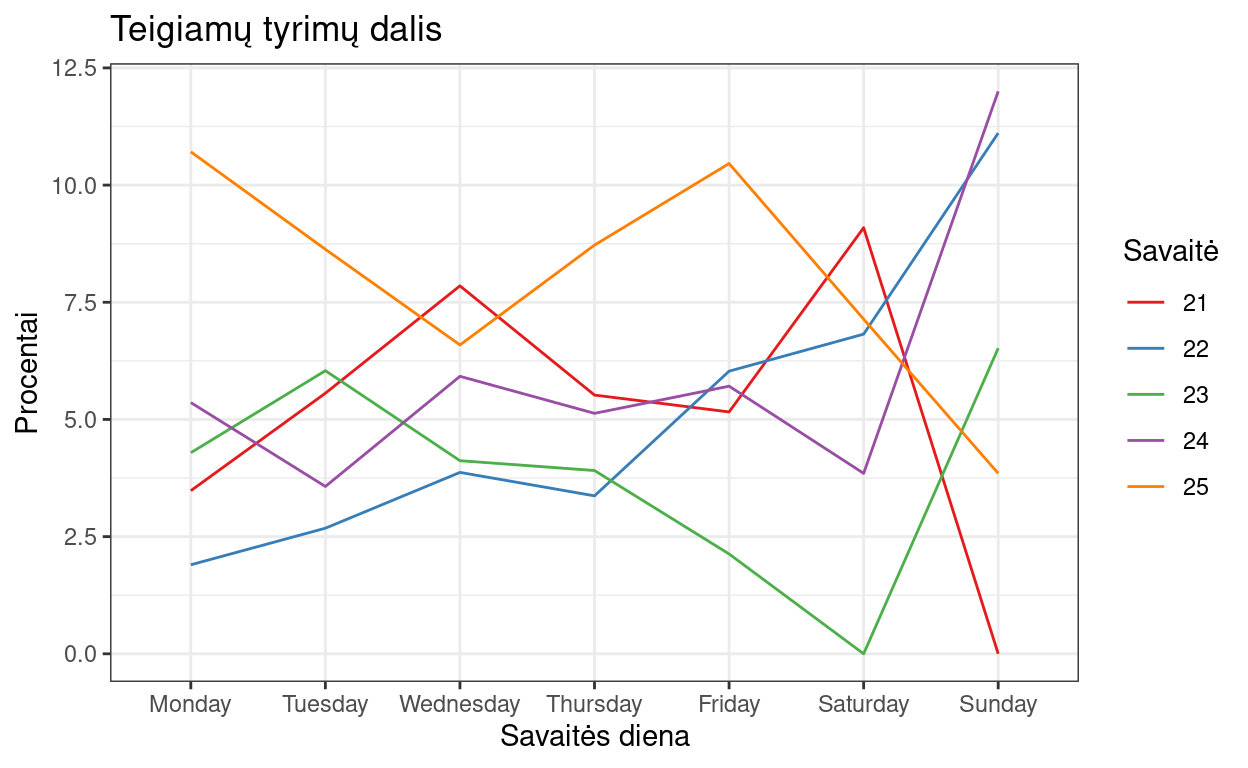 Teigiamų tyrimų dalis
12.5
10.0
7.5
5.0
2.5
0.0
Procentai
Monday Tuesday Wednesday Thursday Friday Saturday Sunday
Savaitės diena
Savaitė
21
22
23
24
25